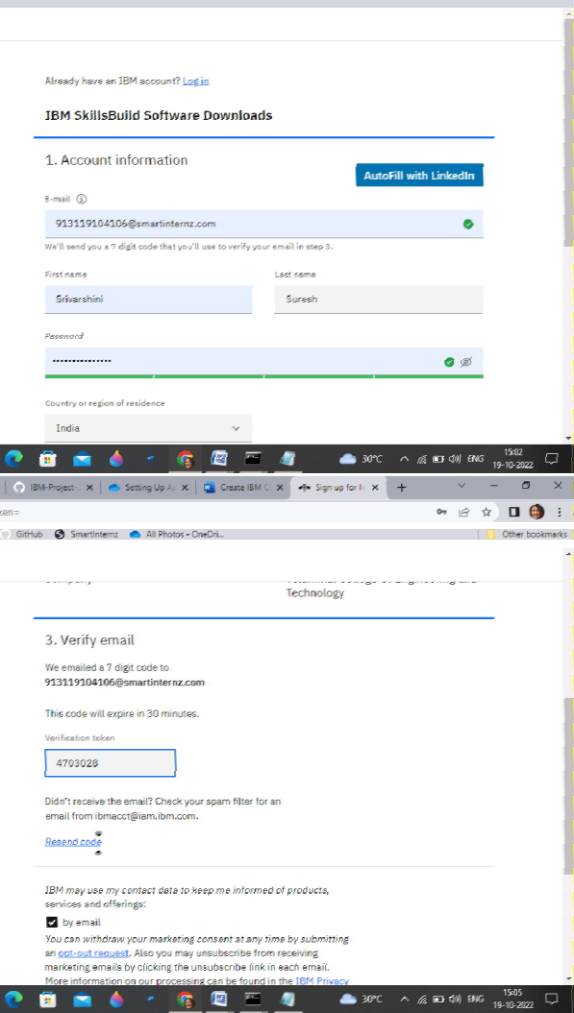 Already have an IBM account? Log in
IBM SkillsBuild Software Downloads
1. Account information
AutoFill with LinkedIn
E-mail
913119104106@smartinternz.com
We'll send you a 7 digit code that you'll use to verify your email in step 3.
First name Last name
Srivarshini Suresh
Password
Country or region of residence
India
30°C ENG 15:02
19-10-2022
IBM-Project- Setting Up A Create IBM C Sign up for
ken=
GitHub SmartInternz All Photos - OneDri... Other bookmarks
College of Engineering and
Technology
3. Verify email
We emailed a 7 digit code to
913119104106@smartinternz.com
This code will expire in 30 minutes.
Verification token
4703028
Didn't receive the email? Check your spam filter for an
email from ibmacct@iam.ibm.com.
Resend code
IBM may use my contact data to keep me informed of products,
services and offerings:
by email
You can withdraw your marketing consent at any time by submitting
an opt-out request. Also you may unsubscribe from receiving
marketing emails by clicking the unsubscribe link in each email.
More information on our processing can be found in the IBM Privacy
30°C ENG 15:05
19-10-2022